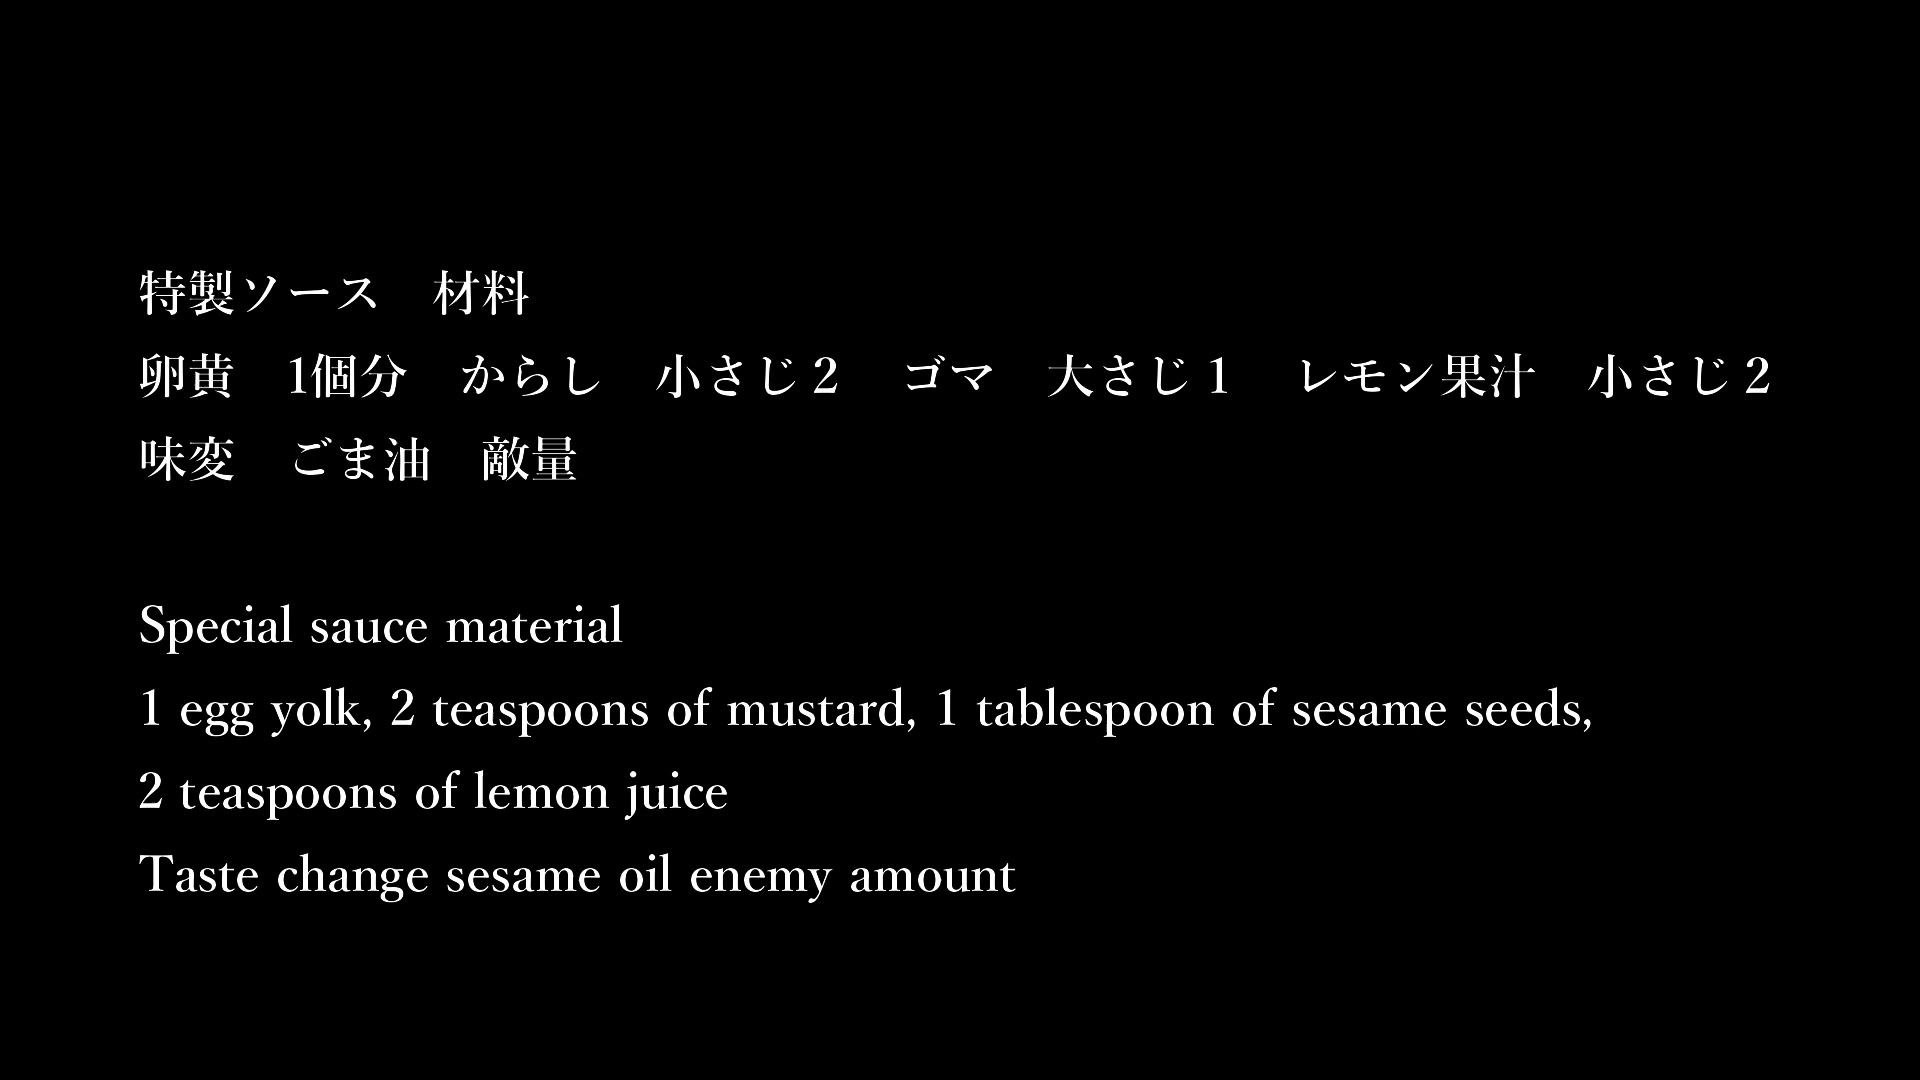 特製ソース　材料
卵黄　1個分　からし　小さじ２　ゴマ　大さじ１　レモン果汁　小さじ２
味変　ごま油　敵量
Special sauce material
1 egg yolk, 2 teaspoons of mustard, 1 tablespoon of sesame seeds,
2 teaspoons of lemon juice
Taste change sesame oil enemy amount